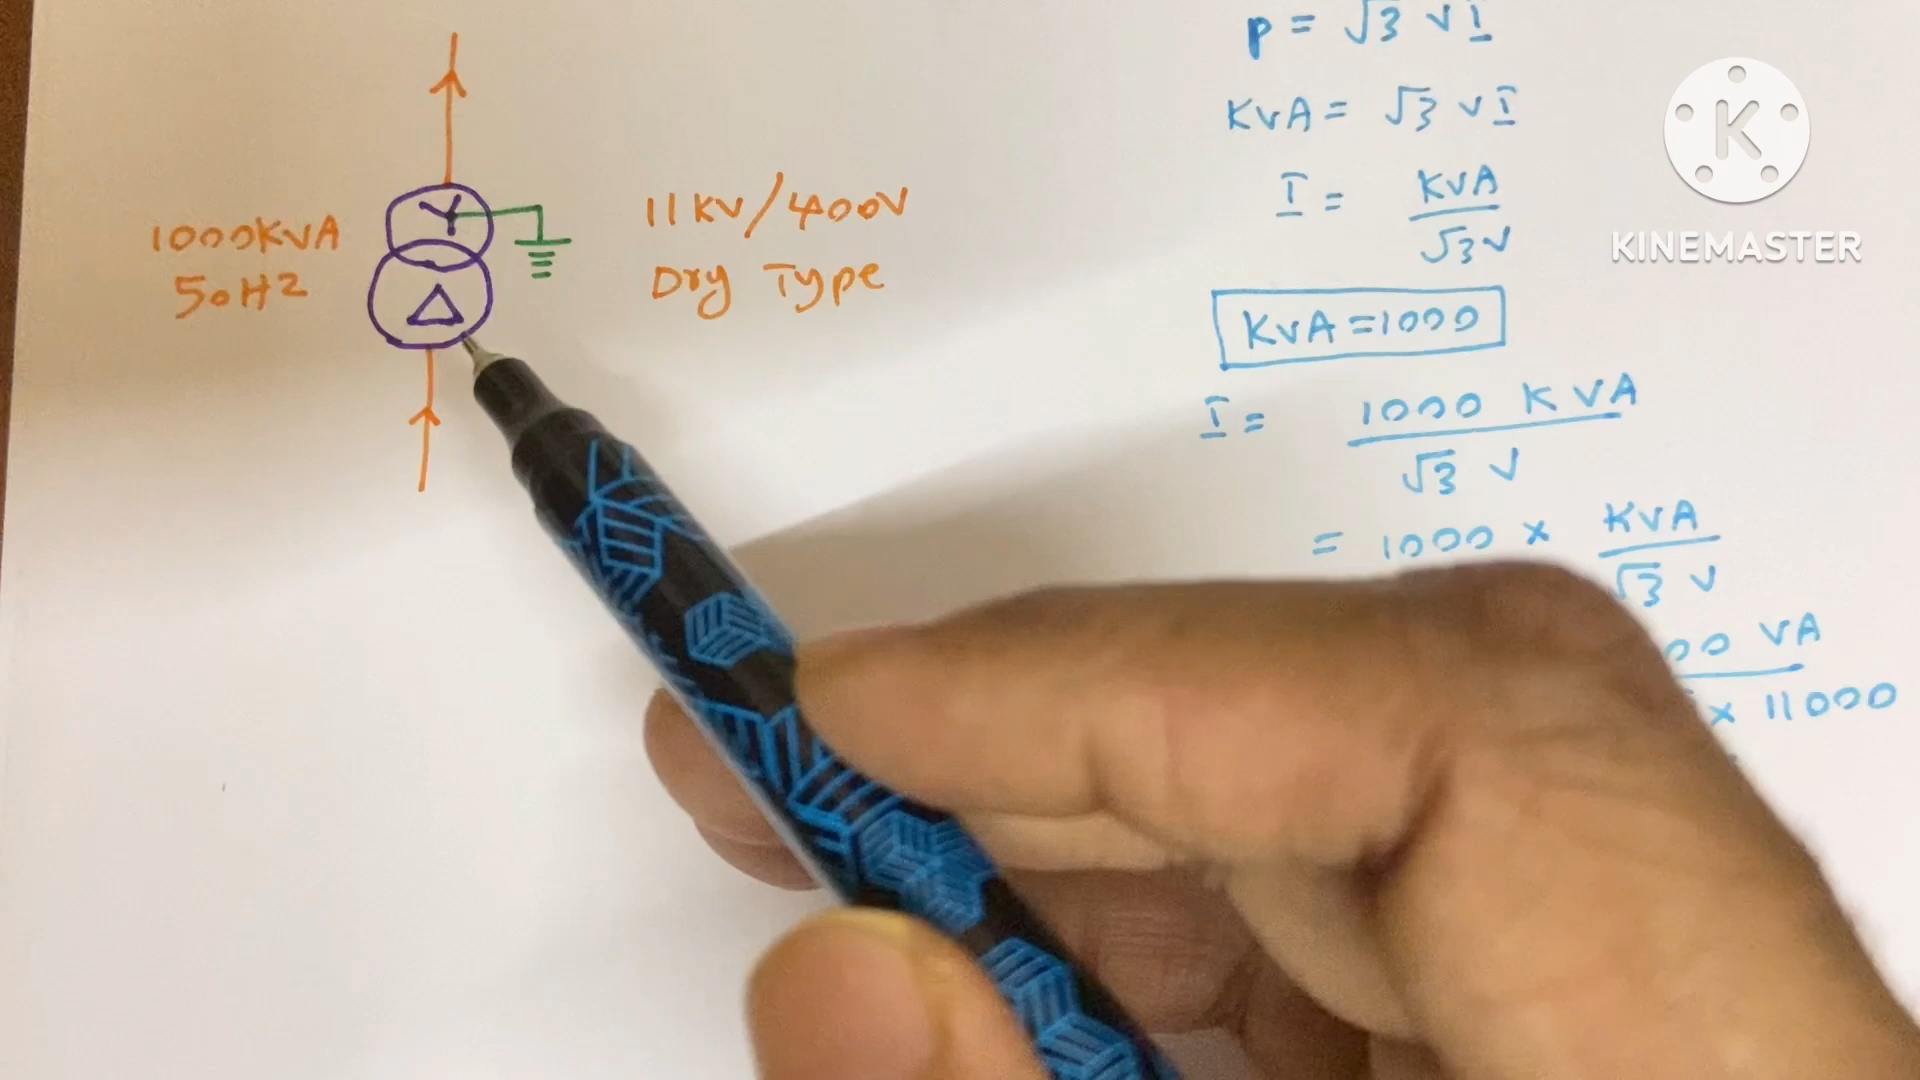 1000KVA
50HZ
Y
Δ
11KV/400V
Dry Type
P = √3 V I
KVA = √3 V I
I = KVA
√3 V
KVA = 1000
I = 1000 KVA
√3 V
= 1000 × KVA
√3 V
00 VA
× 11000
K
KINEMASTER